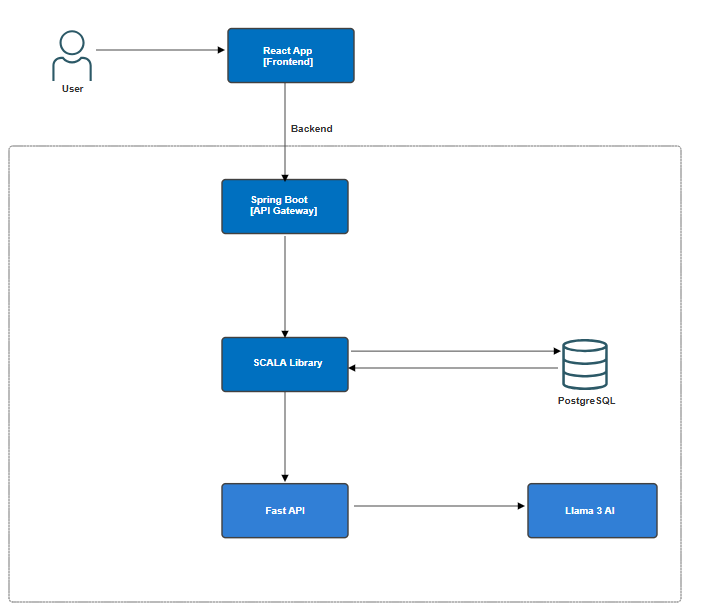 User
React App
[Frontend]
Backend
Spring Boot
[API Gateway]
SCALA Library
PostgreSQL
Fast API
Llama 3 AI